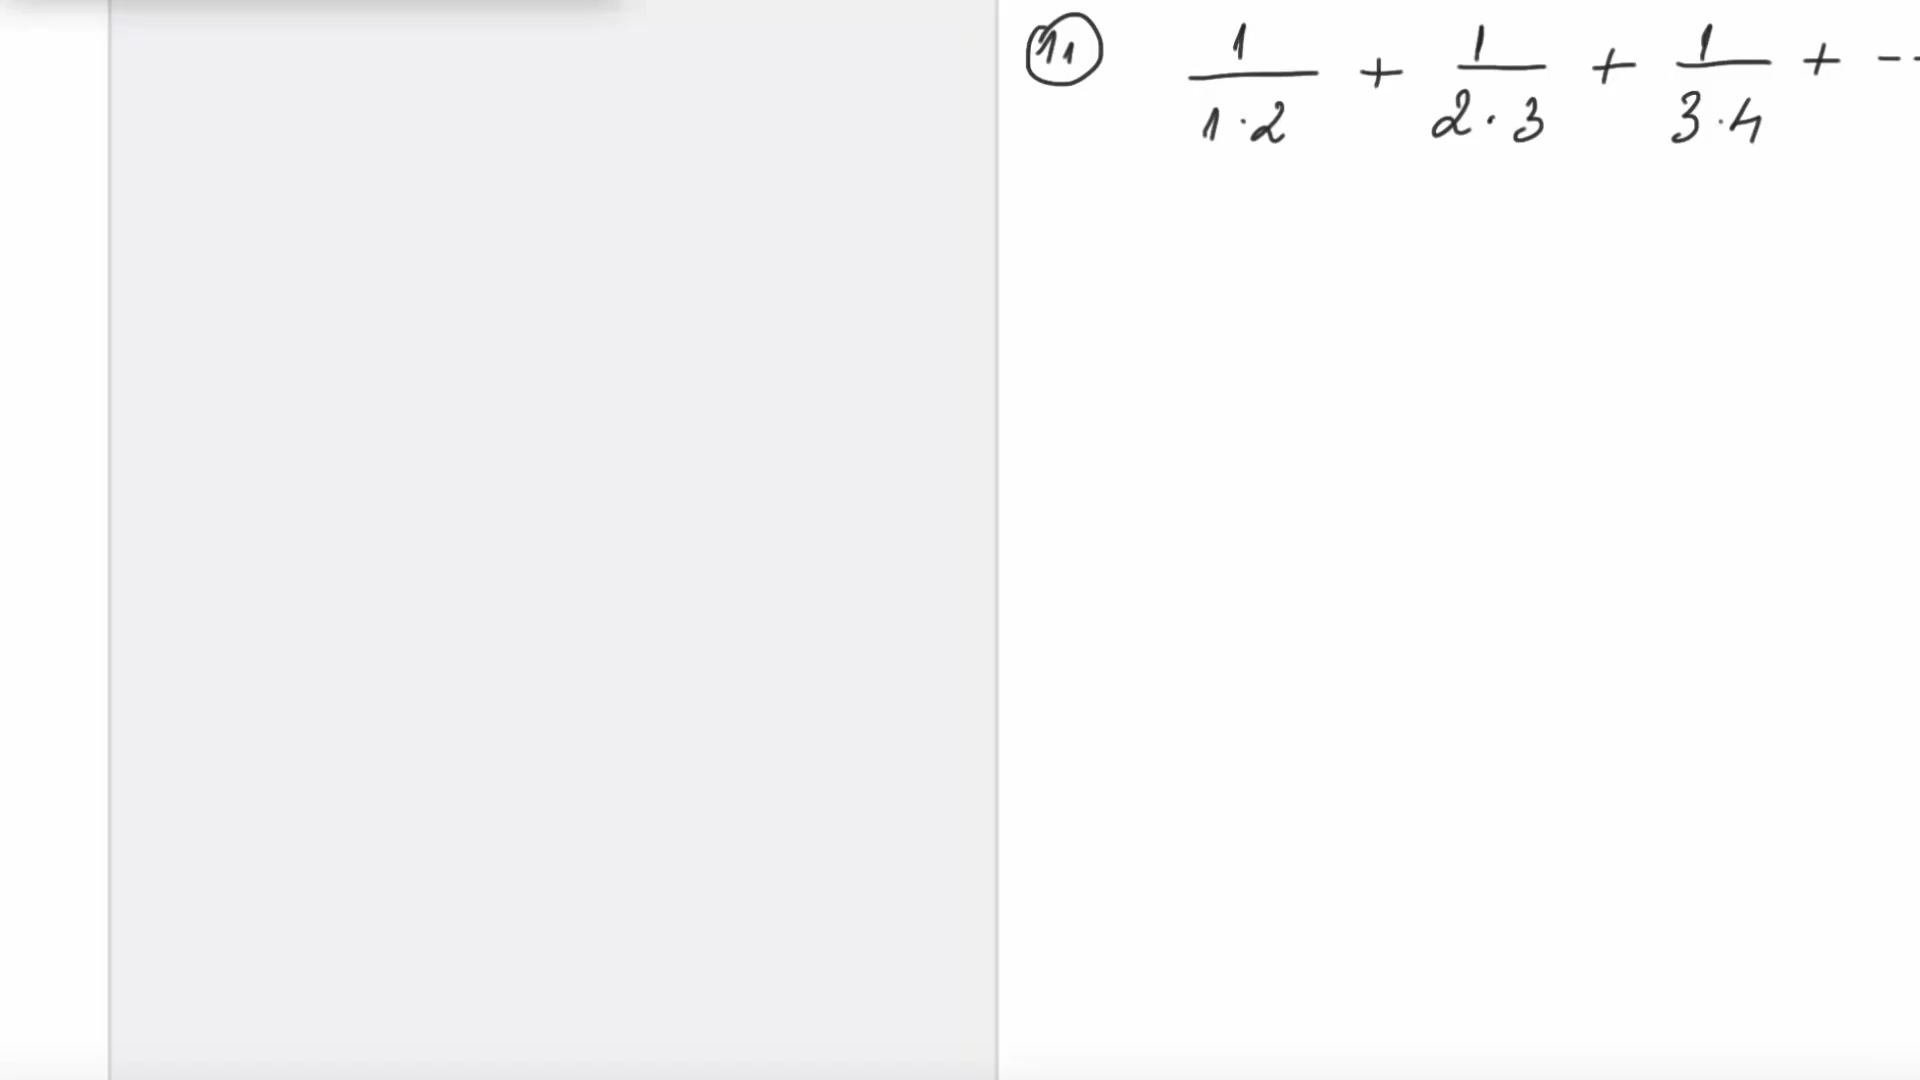 11 1/(1·2) + 1/(2·3) + 1/(3·4) + --